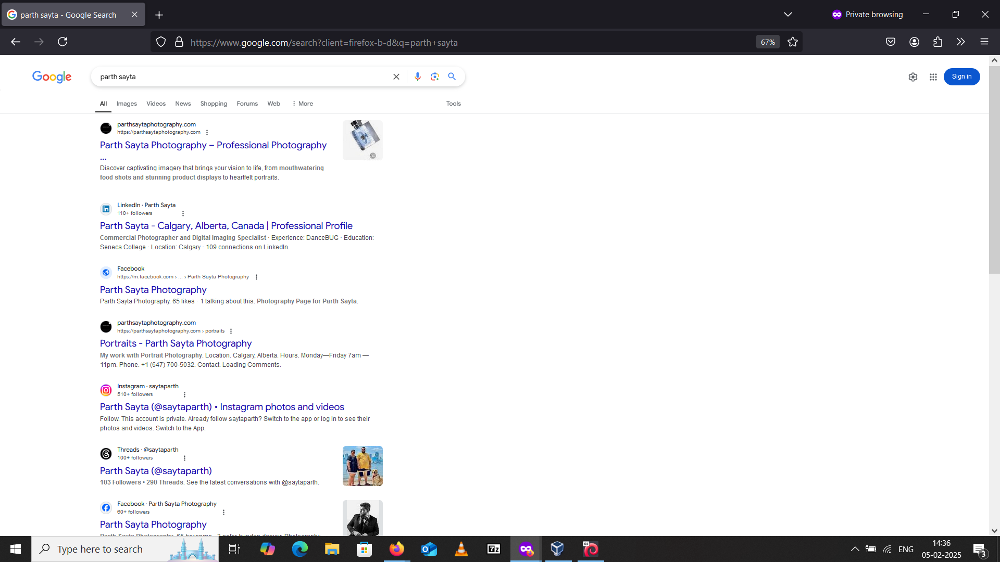 parth sayta - Google Search
Private browsing
https://www.google.com/search?client=firefox-b-d&q=parth+sayta
67%
Google
parth sayta
Sign in
All Images Videos News Shopping Forums Web More Tools
parthsaytaphotography.com
https://parthsaytaphotography.com
Parth Sayta Photography – Professional Photography
...
Discover captivating imagery that brings your vision to life, from mouthwatering
food shots and stunning product displays to heartfelt portraits.
LinkedIn · Parth Sayta
110+ followers
Parth Sayta - Calgary, Alberta, Canada | Professional Profile
Commercial Photographer and Digital Imaging Specialist · Experience: DanceBUG · Education:
Seneca College · Location: Calgary · 109 connections on LinkedIn.
Facebook
https://m.facebook.com › ... › Parth Sayta Photography
Parth Sayta Photography
Parth Sayta Photography. 65 likes · 1 talking about this. Photography Page for Parth Sayta.
parthsaytaphotography.com
https://parthsaytaphotography.com › portraits
Portraits - Parth Sayta Photography
My work with Portrait Photography. Location. Calgary, Alberta. Hours. Monday—Friday 7am —
11pm. Phone. +1 (647) 700-5032. Contact. Loading Comments.
Instagram · saytaparth
510+ followers
Parth Sayta (@saytaparth) • Instagram photos and videos
Follow. This account is private. Already follow saytaparth? Switch to the app or log in to see their
photos and videos. Switch to the App.
Threads · @saytaparth
100+ followers
Parth Sayta (@saytaparth)
103 Followers • 290 Threads. See the latest conversations with @saytaparth.
Facebook · Parth Sayta Photography
60+ followers
Parth Sayta Photography
Type here to search
7z
64
ENG
14:36
05-02-2025
3